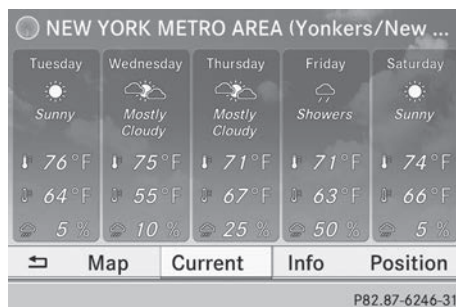 NEW YORK METRO AREA (Yonkers/New ...
Tuesday Wednesday Thursday Friday Saturday
Sunny Mostly Cloudy Mostly Cloudy Showers Sunny
76°F 75°F 71°F 71°F 74°F
64°F 55°F 67°F 63°F 66°F
5 % 10 % 25 % 50 % 5 %
Map Current Info Position
P82.87-6246-31